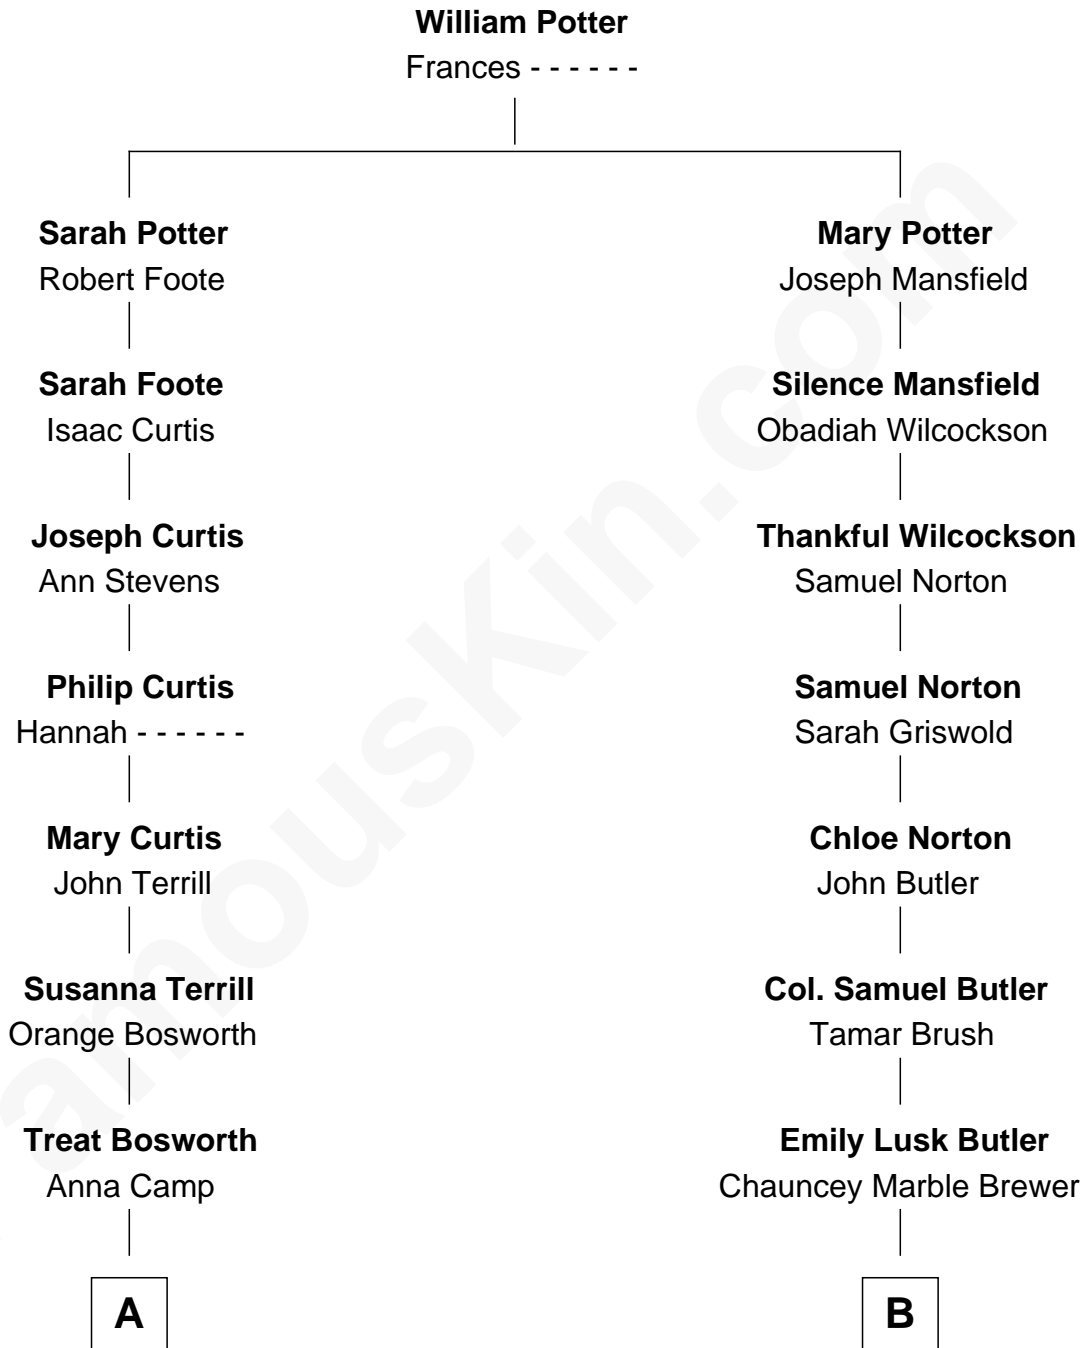 William Potter
Frances - - - - - -
Sarah Potter
Robert Foote
Mary Potter
Joseph Mansfield
Sarah Foote
Isaac Curtis
Silence Mansfield
Obadiah Wilcockson
Joseph Curtis
Ann Stevens
Thankful Wilcockson
Samuel Norton
Philip Curtis
Hannah - - - - - -
Samuel Norton
Sarah Griswold
Mary Curtis
John Terrill
Chloe Norton
John Butler
Susanna Terrill
Orange Bosworth
Col. Samuel Butler
Tamar Brush
Treat Bosworth
Anna Camp
Emily Lusk Butler
Chauncey Marble Brewer
A
B
amouskin.com